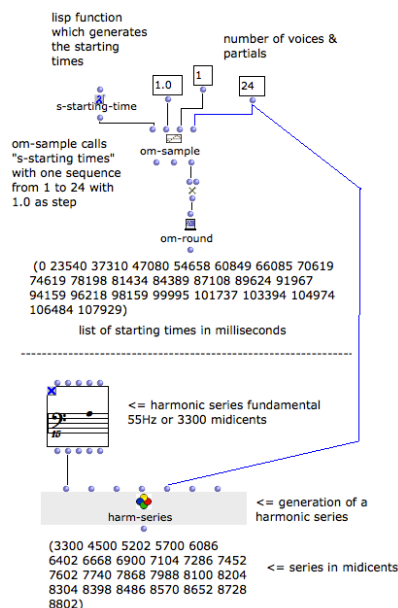 lisp function
which generates
the starting
times
number of voices &
partials
1.0
1
24
s-starting-time
om-sample calls
"s-starting times"
with one sequence
from 1 to 24 with
1.0 as step
om-sample
om-round
(0 23540 37310 47080 54658 60849 66085 70619
74619 78198 81434 84389 87108 89624 91967
94159 96218 98159 99995 101737 103394 104974
106484 107929)
list of starting times in milliseconds
<= harmonic series fundamental
55Hz or 3300 midicents
15
harm-series
<= generation of a
harmonic series
(3300 4500 5202 5700 6086
6402 6668 6900 7104 7286 7452
7602 7740 7868 7988 8100 8204
8304 8398 8486 8570 8652 8728
8802)
<= series in midicents